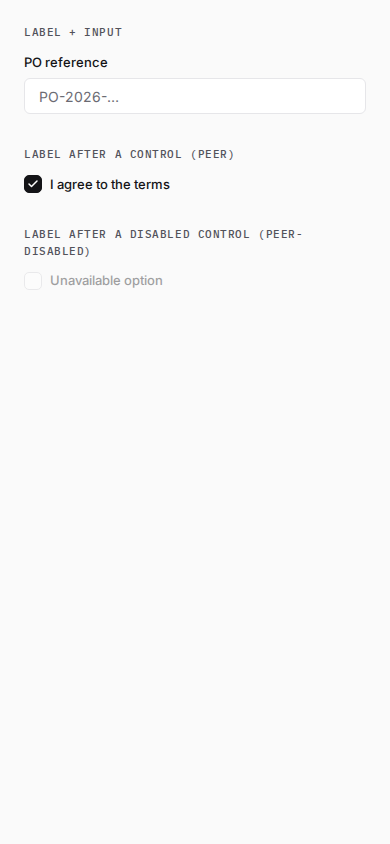 LABEL + INPUT
PO reference
PO-2026-...
LABEL AFTER A CONTROL (PEER)
I agree to the terms
LABEL AFTER A DISABLED CONTROL (PEER-
DISABLED)
Unavailable option